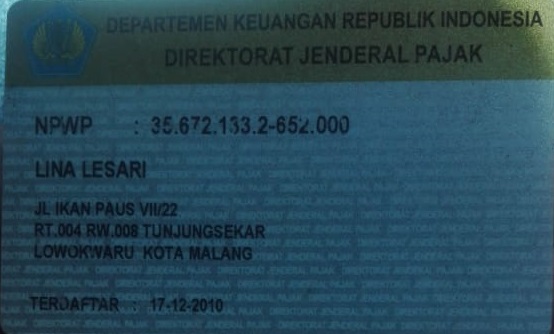 DEPARTEMEN KEUANGAN REPUBLIK INDONESIA
DIREKTORAT JENDERAL PAJAK
NPWP : 35.672.133.2-652.000
LINA LESARI
JL IKAN PAUS VII/22
RT.004 RW.008 TUNJUNGSEKAR
LOWOKWARU KOTA MALANG
TERDAFTAR : 17-12-2010